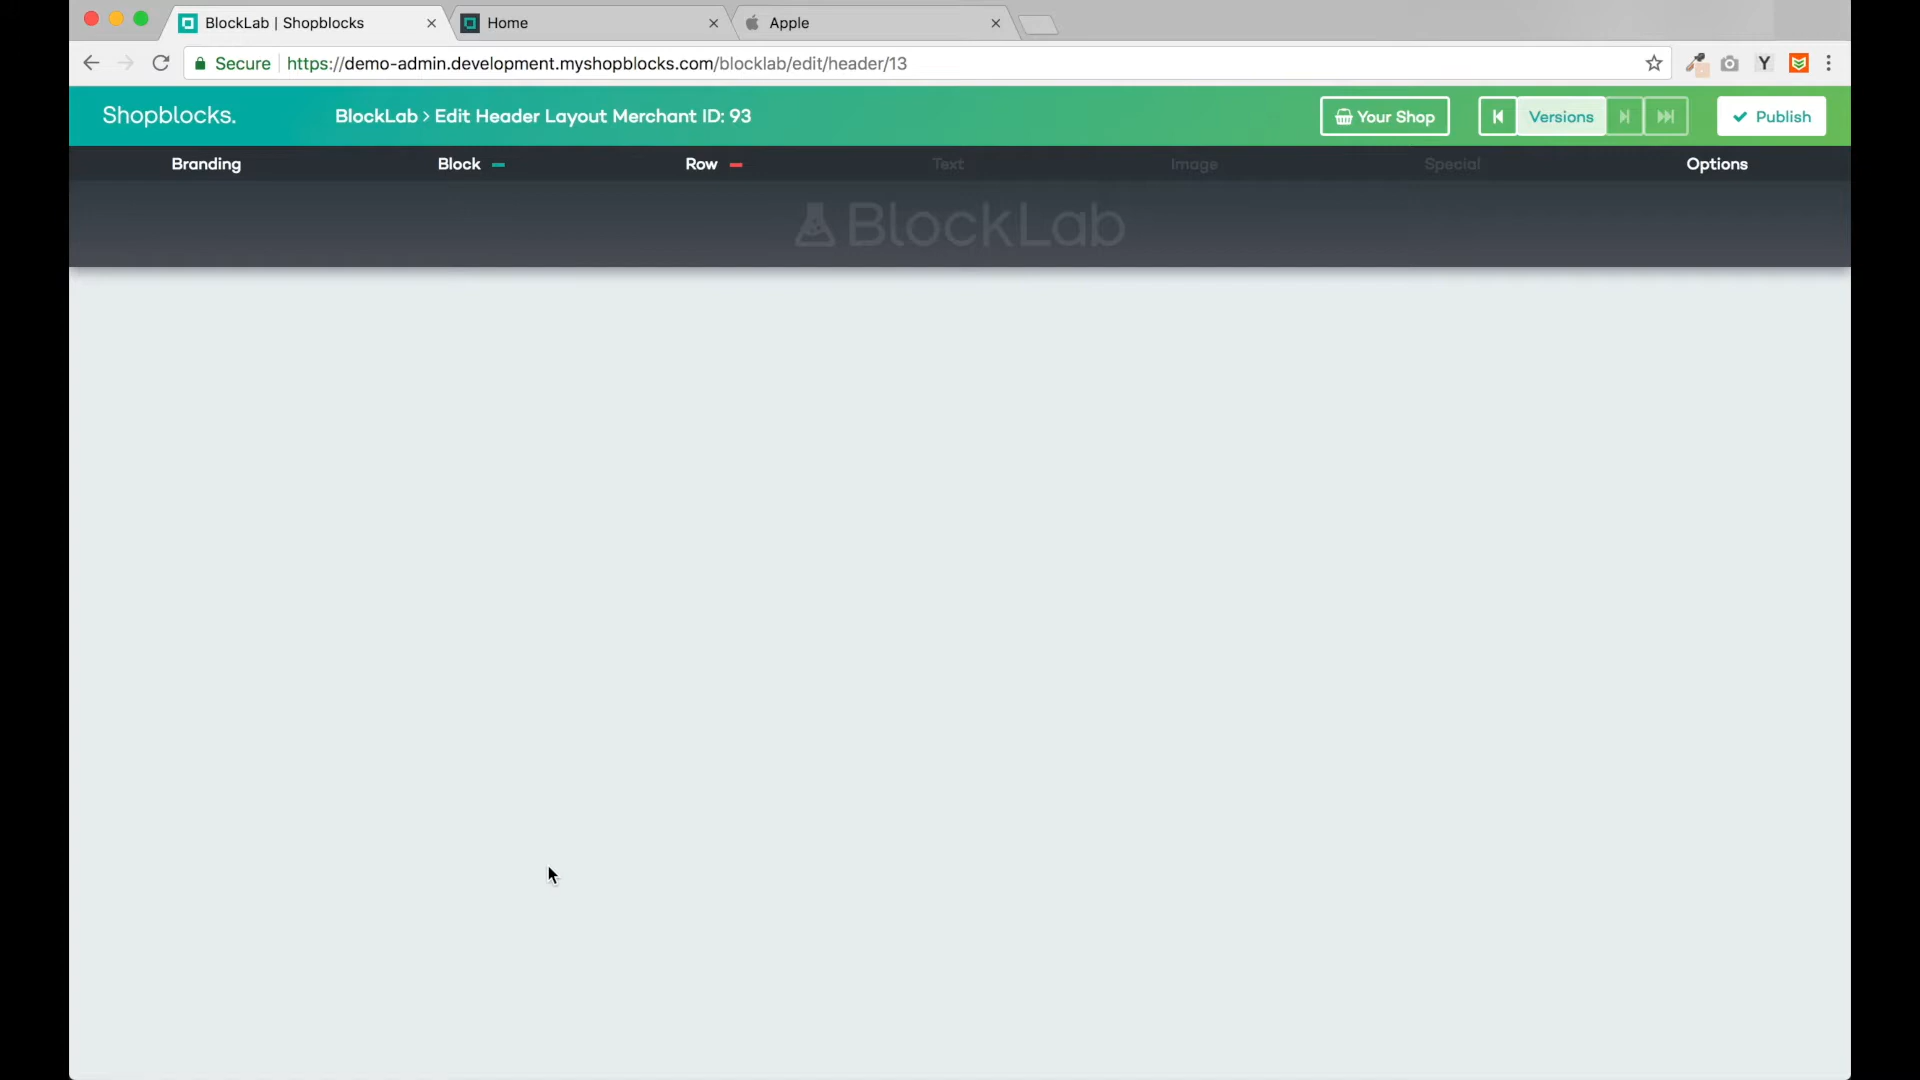 BlockLab | Shopblocks
Home
Apple
Secure
https://demo-admin.development.myshopblocks.com/blocklab/edit/header/13
Y
Shopblocks.
BlockLab › Edit Header Layout Merchant ID: 93
Your Shop
Versions
Publish
Branding
Block
Row
Text
Image
Special
Options
BlockLab